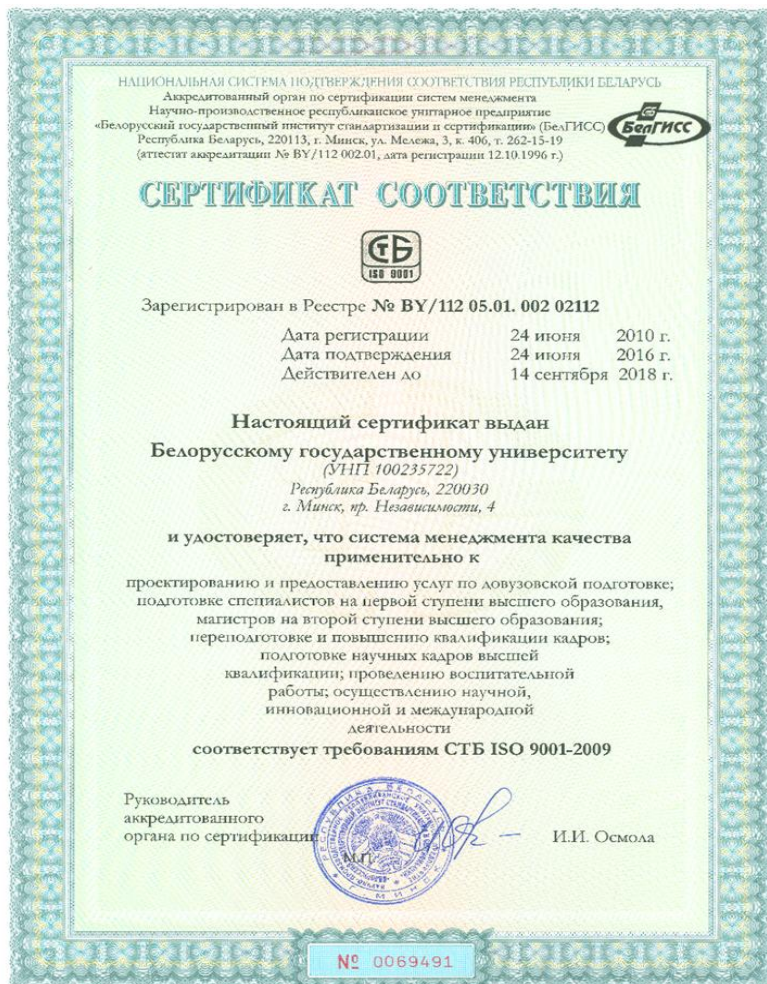 НАЦИОНАЛЬНАЯ СИСТЕМА ПОДТВЕРЖДЕНИЯ СООТВЕТСТВИЯ РЕСПУБЛИКИ БЕЛАРУСЬ
Аккредитованный орган по сертификации систем менеджмента
Научно-производственное республиканское унитарное предприятие
«Белорусский государственный институт стандартизации и сертификации» (БелГИСС)
Республика Беларусь, 220113, г. Минск, ул. Мележа, 3, к. 406, т. 262-15-19
(аттестат аккредитации № BY/112 002.01, дата регистрации 12.10.1996 г.)
БелГИСС
СЕРТИФИКАТ СООТВЕТСТВИЯ
СТБ
ISO 9001
Зарегистрирован в Реестре № BY/112 05.01. 002 02112
Дата регистрации 24 июня 2010 г.
Дата подтверждения 24 июня 2016 г.
Действителен до 14 сентября 2018 г.
Настоящий сертификат выдан
Белорусскому государственному университету
(УНП 100235722)
Республика Беларусь, 220030
г. Минск, пр. Независимости, 4
и удостоверяет, что система менеджмента качества
применительно к
проектированию и предоставлению услуг по довузовской подготовке;
подготовке специалистов на первой ступени высшего образования,
магистров на второй ступени высшего образования;
переподготовке и повышению квалификации кадров;
подготовке научных кадров высшей
квалификации; проведению воспитательной
работы; осуществлению научной,
инновационной и международной
деятельности
соответствует требованиям СТБ ISO 9001-2009
Руководитель
аккредитованного
органа по сертификации
М.П.
И.И. Осмола
РЕСПУБЛИКА БЕЛАРУСЬ
г. МИНСК
№ 0069491